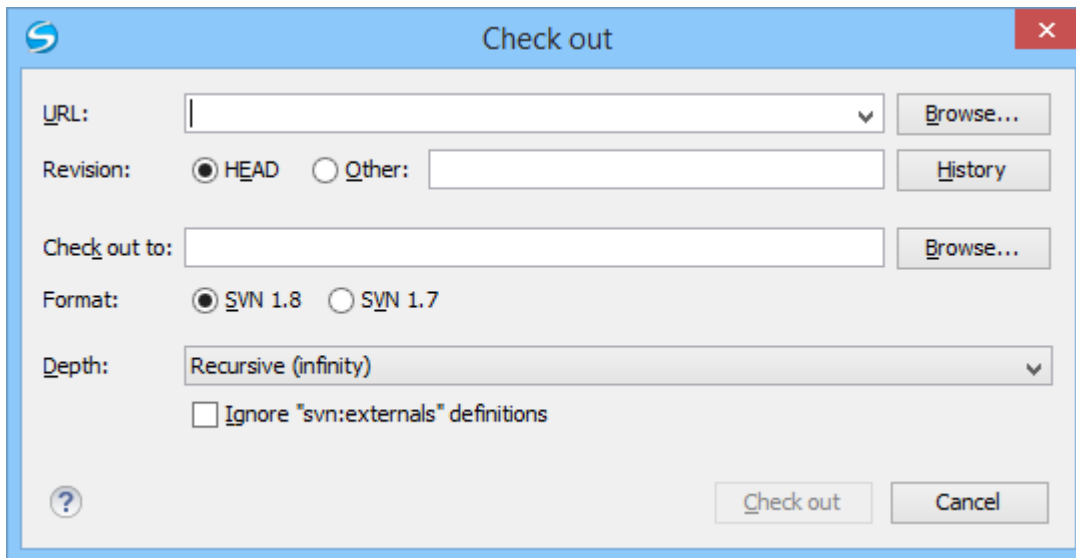 Check out
URL: Browse...
Revision: HEAD Other: History
Check out to: Browse...
Format: SVN 1.8 SVN 1.7
Depth: Recursive (infinity)
Ignore "svn:externals" definitions
? Check out Cancel